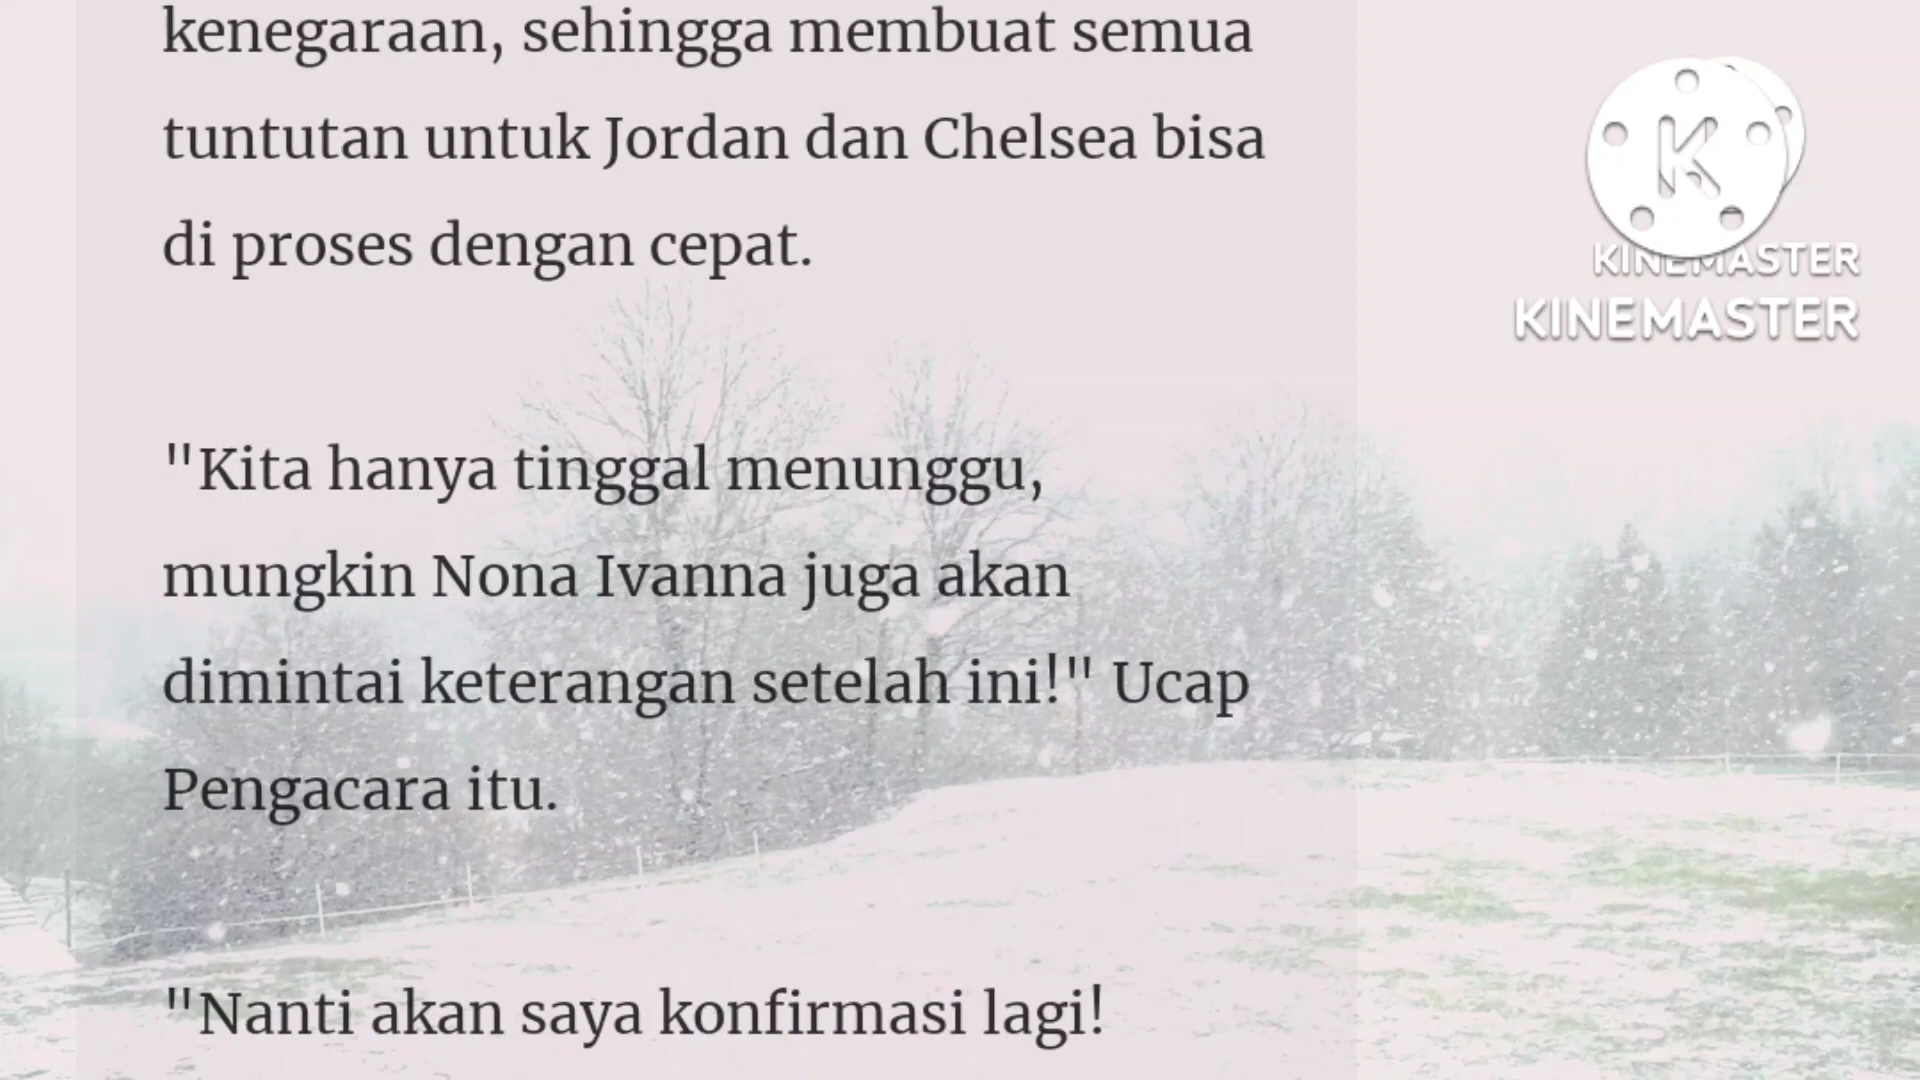 kenegaraan, sehingga membuat semua
tuntutan untuk Jordan dan Chelsea bisa
di proses dengan cepat.
"Kita hanya tinggal menunggu,
mungkin Nona Ivanna juga akan
dimintai keterangan setelah ini!" Ucap
Pengacara itu.
"Nanti akan saya konfirmasi lagi!
K
KINEMASTER
KINEMASTER